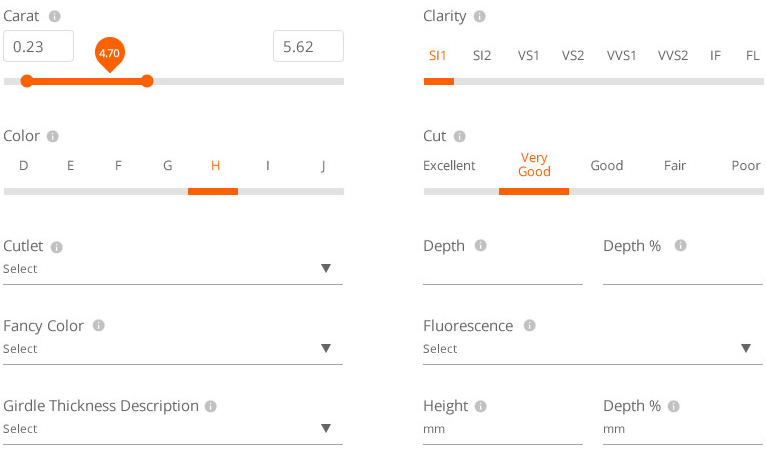 Carat
0.23
4.70
5.62
Clarity
SI1 SI2 VS1 VS2 VVS1 VVS2 IF FL
Color
D E F G H I J
Cut
Excellent Very Good Good Fair Poor
Cutlet
Select
Depth
Depth %
Fancy Color
Select
Fluorescence
Select
Girdle Thickness Description
Select
Height
mm
Depth %
mm